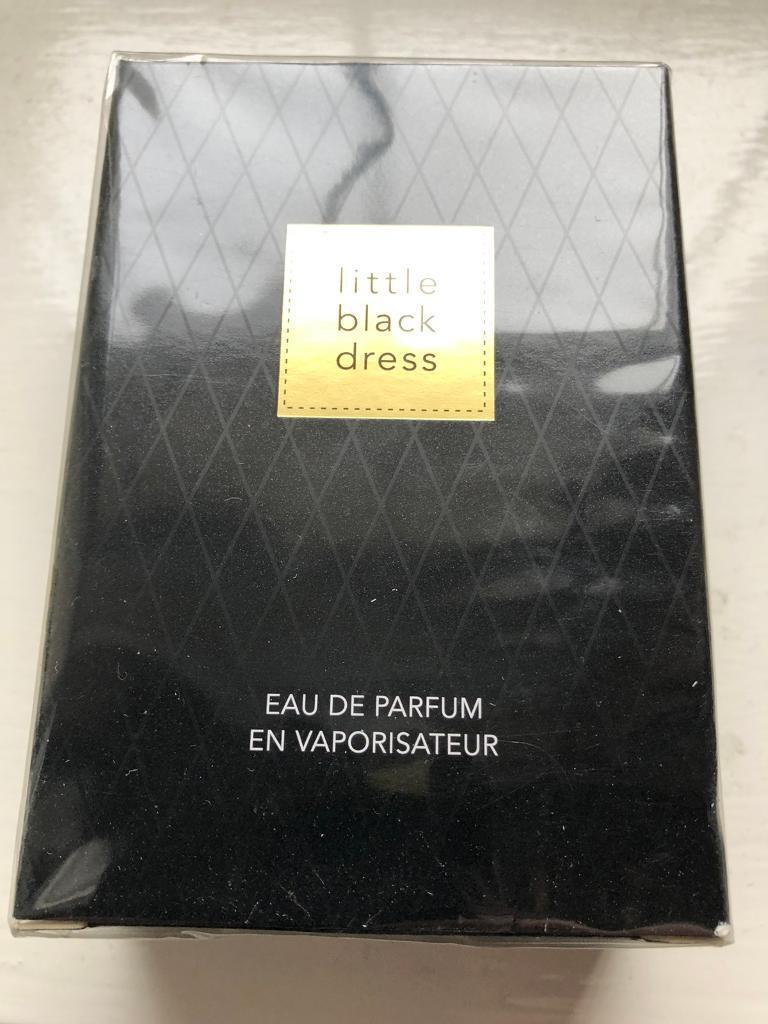 little
black
dress
EAU DE PARFUM
EN VAPORISATEUR